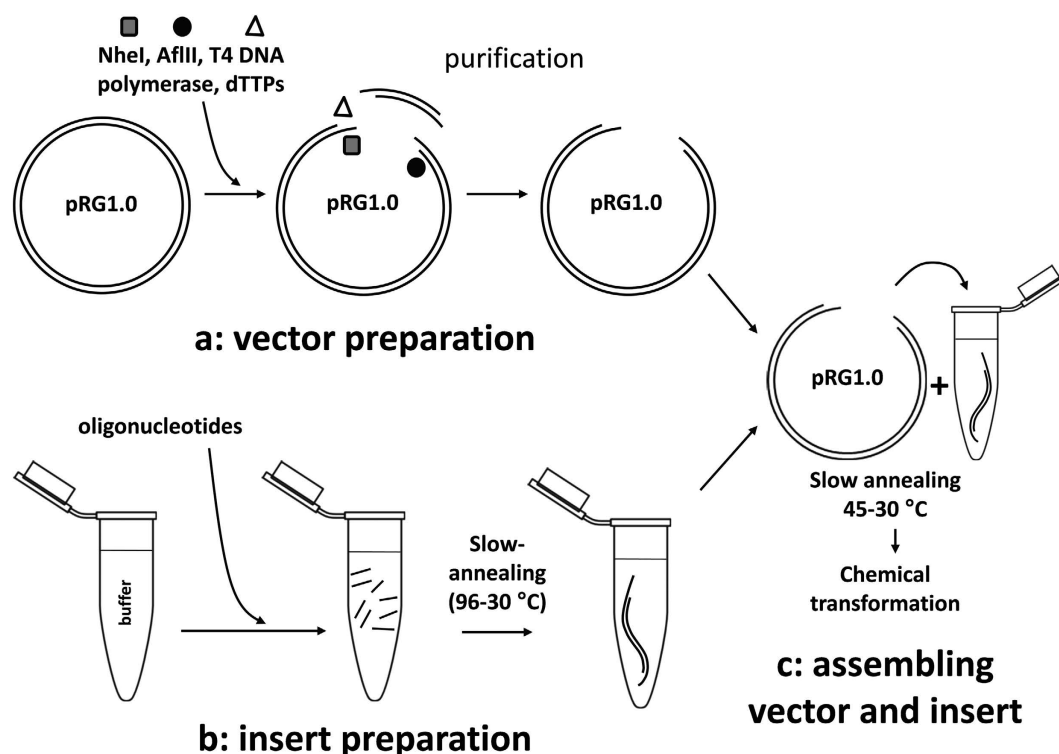 NheI, AflII, T4 DNA
polymerase, dTTPs
purification
pRG1.0
pRG1.0
pRG1.0
a: vector preparation
oligonucleotides
buffer
Slow-
annealing
(96-30 °C)
b: insert preparation
pRG1.0
+
Slow annealing
45-30 °C
Chemical
transformation
c: assembling
vector and insert